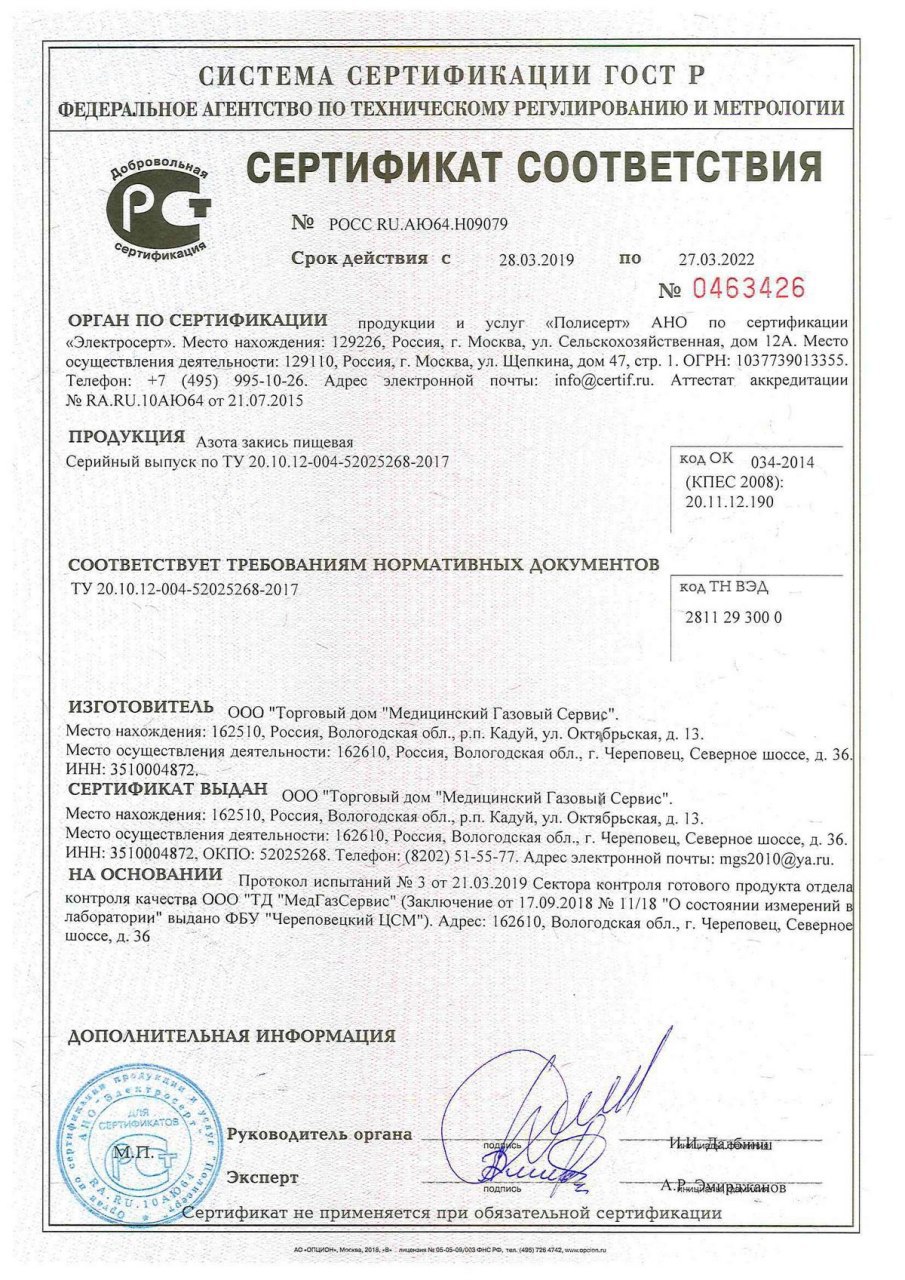 СИСТЕМА СЕРТИФИКАЦИИ ГОСТ Р
ФЕДЕРАЛЬНОЕ АГЕНТСТВО ПО ТЕХНИЧЕСКОМУ РЕГУЛИРОВАНИЮ И МЕТРОЛОГИИ
Добровольная
РСТ
сертификация
СЕРТИФИКАТ СООТВЕТСТВИЯ
№ РОСС RU.АЮ64.Н09079
Срок действия с 28.03.2019 по 27.03.2022
№ 0463426
ОРГАН ПО СЕРТИФИКАЦИИ продукции и услуг «Полисерт» АНО по сертификации
«Электросерт». Место нахождения: 129226, Россия, г. Москва, ул. Сельскохозяйственная, дом 12А. Место
осуществления деятельности: 129110, Россия, г. Москва, ул. Щепкина, дом 47, стр. 1. ОГРН: 1037739013355.
Телефон: +7 (495) 995-10-26. Адрес электронной почты: info@certif.ru. Аттестат аккредитации
№ RA.RU.10АЮ64 от 21.07.2015
ПРОДУКЦИЯ Азота закись пищевая
Серийный выпуск по ТУ 20.10.12-004-52025268-2017
код ОК 034-2014
(КПЕС 2008):
20.11.12.190
СООТВЕТСТВУЕТ ТРЕБОВАНИЯМ НОРМАТИВНЫХ ДОКУМЕНТОВ
ТУ 20.10.12-004-52025268-2017
код ТН ВЭД
2811 29 300 0
ИЗГОТОВИТЕЛЬ ООО "Торговый дом "Медицинский Газовый Сервис".
Место нахождения: 162510, Россия, Вологодская обл., р.п. Кадуй, ул. Октябрьская, д. 13.
Место осуществления деятельности: 162610, Россия, Вологодская обл., г. Череповец, Северное шоссе, д. 36.
ИНН: 3510004872.
СЕРТИФИКАТ ВЫДАН ООО "Торговый дом "Медицинский Газовый Сервис".
Место нахождения: 162510, Россия, Вологодская обл., р.п. Кадуй, ул. Октябрьская, д. 13.
Место осуществления деятельности: 162610, Россия, Вологодская обл., г. Череповец, Северное шоссе, д. 36.
ИНН: 3510004872, ОКПО: 52025268. Телефон: (8202) 51-55-77. Адрес электронной почты: mgs2010@ya.ru.
НА ОСНОВАНИИ Протокол испытаний № 3 от 21.03.2019 Сектора контроля готового продукта отдела
контроля качества ООО "ТД "МедГазСервис" (Заключение от 17.09.2018 № 11/18 "О состоянии измерений в
лаборатории" выдано ФБУ "Череповецкий ЦСМ"). Адрес: 162610, Вологодская обл., г. Череповец, Северное
шоссе, д. 36
ДОПОЛНИТЕЛЬНАЯ ИНФОРМАЦИЯ
Орган по сертификации продукции и услуг "Полисерт"
АНО "Электросерт"
ДЛЯ
СЕРТИФИКАТОВ
РСТ
RA.RU.10АЮ64
М.П.
Руководитель органа
подпись
И.И.
инициалы, фамилия
Эксперт
подпись
А.Р. Эмирджанов
инициалы, фамилия
Сертификат не применяется при обязательной сертификации
АО «ОПЦИОН», Москва, 2018, «В» лицензия № 05-05-09/003 ФНС РФ, тел. (495) 726 4742, www.opcion.ru